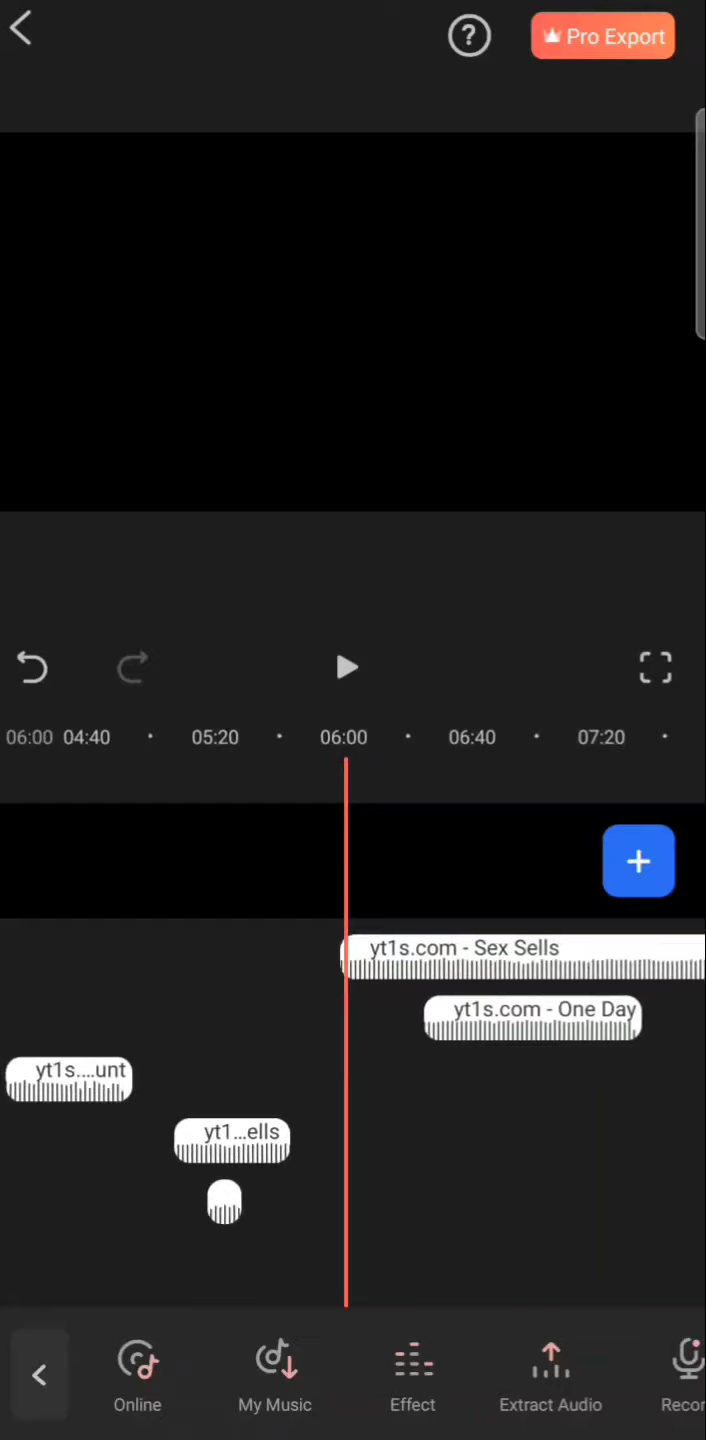 ?
Pro Export
06:00 04:40 05:20 06:00 06:40 07:20
yt1s.com - Sex Sells
yt1s.com - One Day
yt1s....unt
yt1...ells
Online My Music Effect Extract Audio Recor